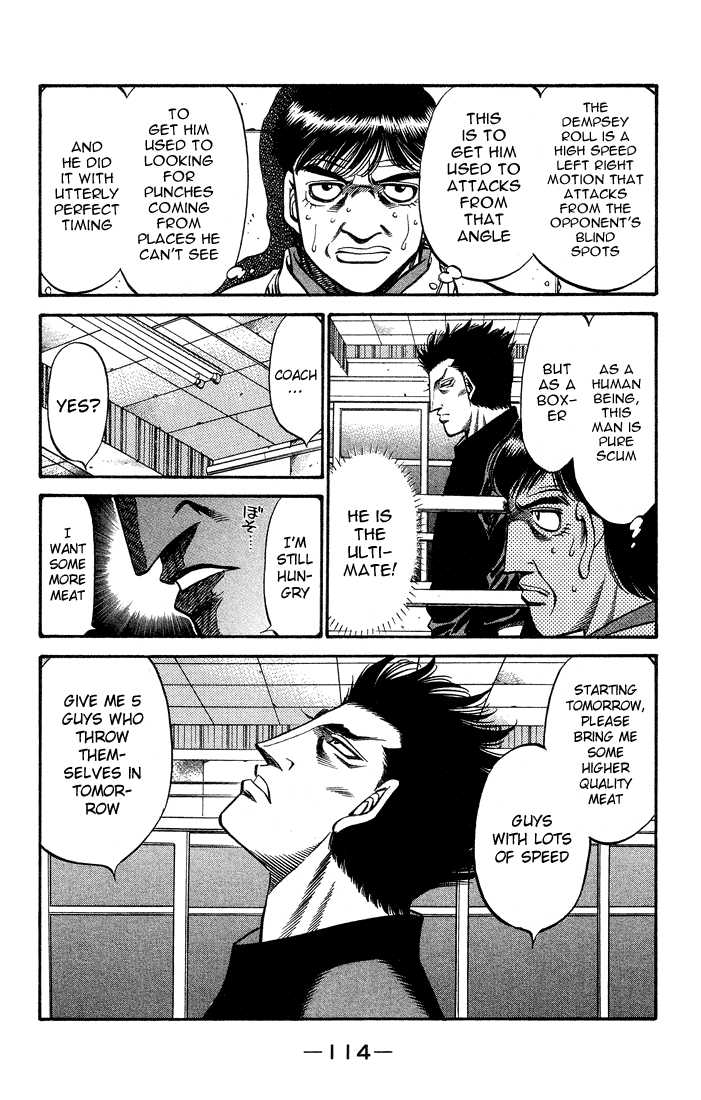 THE
DEMPSEY
ROLL IS A
HIGH SPEED
LEFT RIGHT
MOTION THAT
ATTACKS
FROM THE
OPPONENT'S
BLIND
SPOTS
THIS
IS TO
GET HIM
USED TO
ATTACKS
FROM
THAT
ANGLE
TO
GET HIM
USED TO
LOOKING
FOR
PUNCHES
COMING
FROM
PLACES HE
CAN'T SEE
AND
HE DID
IT WITH
UTTERLY
PERFECT
TIMING
AS A
HUMAN
BEING, THIS
MAN IS
PURE
SCUM
BUT
AS A
BOX-
ER
HE IS
THE
ULTI-
MATE!
COACH
...
YES?
I'M
STILL
HUN-
GRY
ぼそ…
I
WANT
SOME
MORE
MEAT
STARTING
TOMORROW,
PLEASE
BRING ME
SOME
HIGHER
QUALITY
MEAT
GUYS
WITH LOTS
OF SPEED
GIVE ME 5
GUYS WHO
THROW
THEM-
SELVES IN
TOMOR-
ROW
—114—